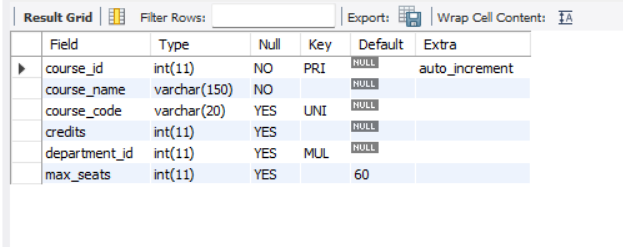 Result Grid Filter Rows: Export: Wrap Cell Content: IA
Field Type Null Key Default Extra
course_id int(11) NO PRI NULL auto_increment
course_name varchar(150) NO NULL
course_code varchar(20) YES UNI NULL
credits int(11) YES NULL
department_id int(11) YES MUL NULL
max_seats int(11) YES 60